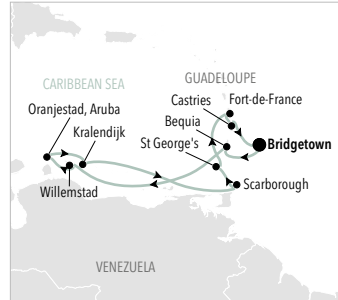 CARIBBEAN SEA
GUADELOUPE
Oranjestad, Aruba
Castries
Fort-de-France
Kralendijk
Bequia
St George's
Bridgetown
Willemstad
Scarborough
VENEZUELA